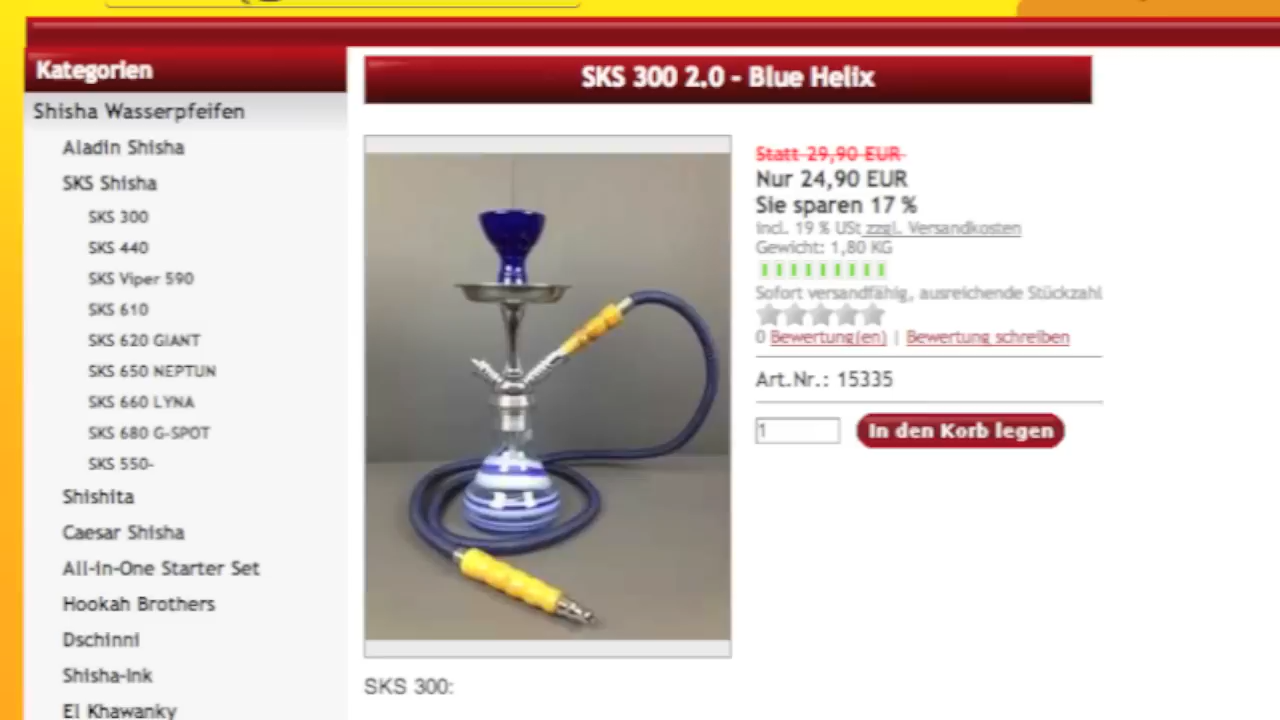 Kategorien
Shisha Wasserpfeifen
Aladin Shisha
SKS Shisha
SKS 300
SKS 440
SKS Viper 590
SKS 610
SKS 620 GIANT
SKS 650 NEPTUN
SKS 660 LYNA
SKS 680 G-SPOT
SKS 550-
Shishita
Caesar Shisha
All-in-One Starter Set
Hookah Brothers
Dschinni
Shisha-Ink
El Khawanky
SKS 300 2.0 - Blue Helix
Statt 29,90 EUR
Nur 24,90 EUR
Sie sparen 17 %
incl. 19 % USt zzgl. Versandkosten
Gewicht: 1,80 KG
Sofort versandfähig, ausreichende Stückzahl
0 Bewertung(en) | Bewertung schreiben
Art.Nr.: 15335
1 In den Korb legen
SKS 300: